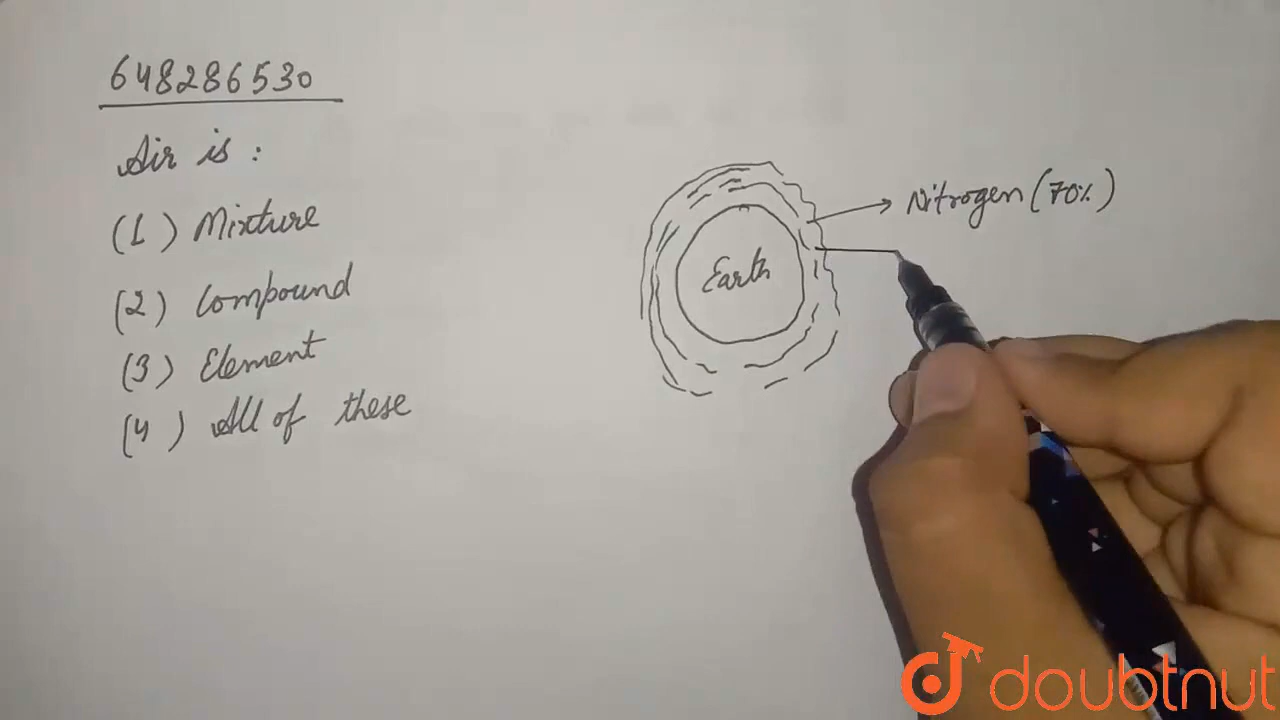 648286530
Air is :
(1) Mixture
(2) Compound
(3) Element
(4) All of these
Earth
Nitrogen (70%)
doubtnut